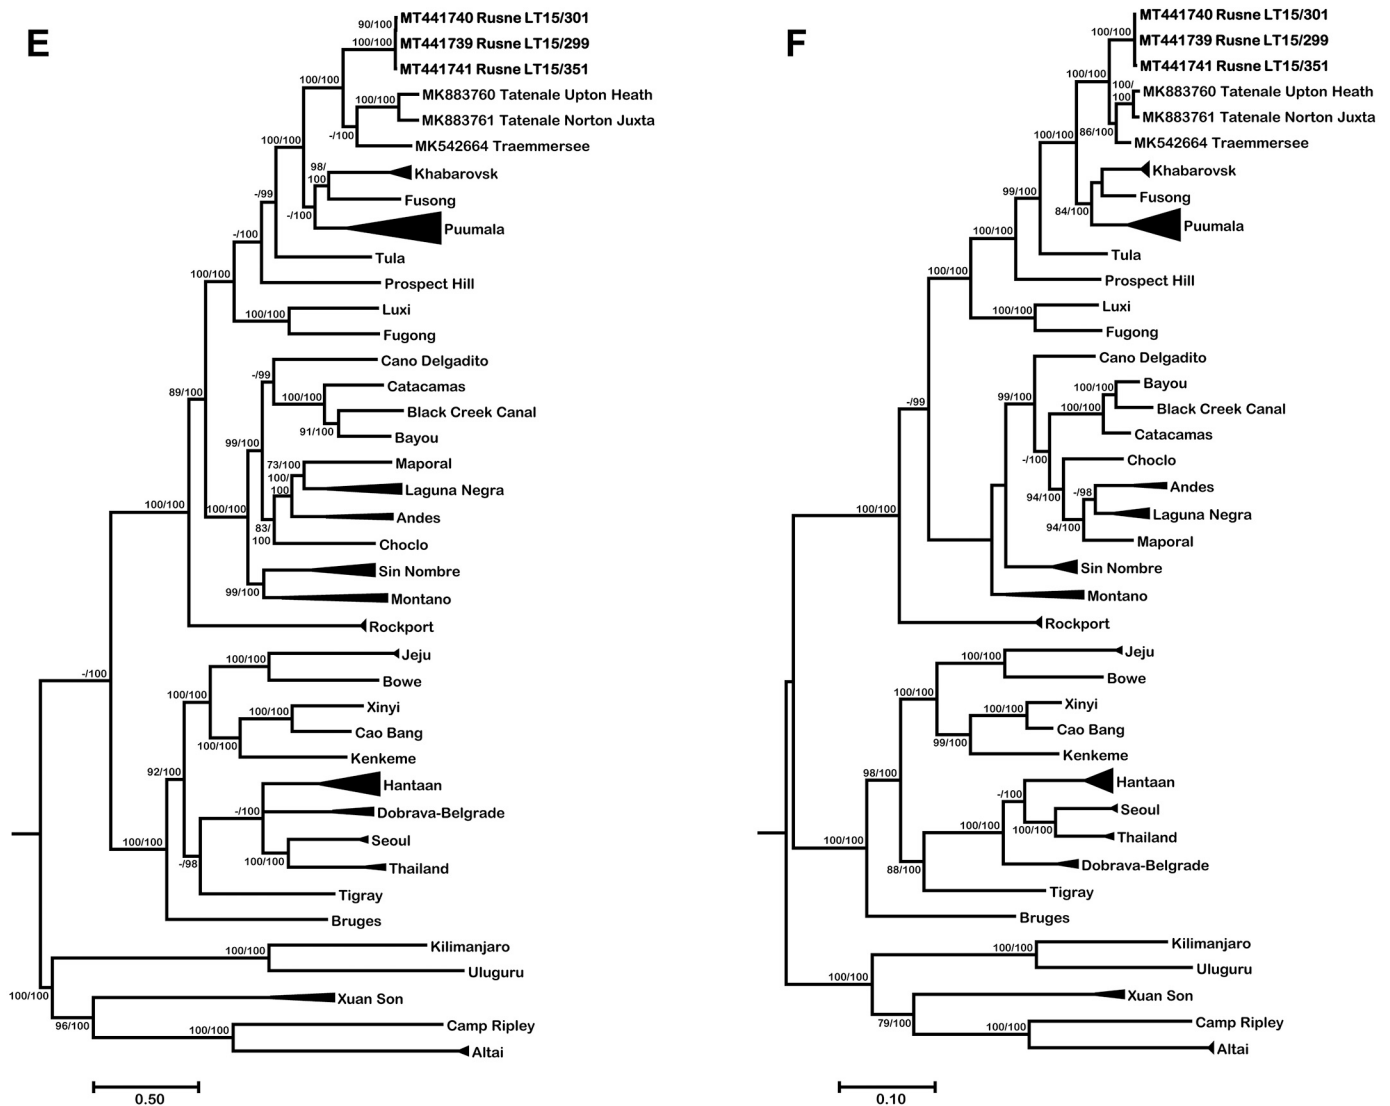 E
MT441740 Rusne LT15/301
90/100
MT441739 Rusne LT15/299
100/100
MT441741 Rusne LT15/351
100/100
MK883760 Tatenale Upton Heath
100/100
MK883761 Tatenale Norton Juxta
-/100
100/100
MK542664 Traemmersee
98/
100
Khabarovsk
-/99
Fusong
-/100
Puumala
-/100
Tula
100/100
Prospect Hill
Luxi
100/100
Fugong
Cano Delgadito
-/99
Catacamas
89/100
100/100
Black Creek Canal
91/100
Bayou
99/100
Maporal
73/100
100/
100
Laguna Negra
100/100
100/100
Andes
83/
100
Choclo
Sin Nombre
99/100
Montano
Rockport
Jeju
100/100
-/100
Bowe
100/100
Xinyi
100/100
Cao Bang
100/100
Kenkeme
92/100
Hantaan
-/100
Dobrava-Belgrade
Seoul
100/100
100/100
Thailand
-/98
Tigray
Bruges
Kilimanjaro
100/100
Uluguru
100/100
Xuan Son
96/100
Camp Ripley
100/100
Altai
0.50
F
MT441740 Rusne LT15/301
100/100
MT441739 Rusne LT15/299
MT441741 Rusne LT15/351
100/100
100/
100
MK883760 Tatenale Upton Heath
MK883761 Tatenale Norton Juxta
86/100
100/100
MK542664 Traemmersee
Khabarovsk
99/100
Fusong
84/100
Puumala
100/100
Tula
100/100
Prospect Hill
Luxi
100/100
Fugong
Cano Delgadito
Bayou
100/100
99/100
-/99
100/100
Black Creek Canal
Catacamas
-/100
Choclo
94/100
-/98
Andes
100/100
Laguna Negra
94/100
Maporal
Sin Nombre
Montano
Rockport
Jeju
100/100
Bowe
100/100
Xinyi
100/100
Cao Bang
99/100
Kenkeme
98/100
Hantaan
-/100
Seoul
100/100
100/100
Thailand
100/100
Dobrava-Belgrade
88/100
Tigray
Bruges
Kilimanjaro
100/100
Uluguru
100/100
Xuan Son
79/100
Camp Ripley
100/100
Altai
0.10